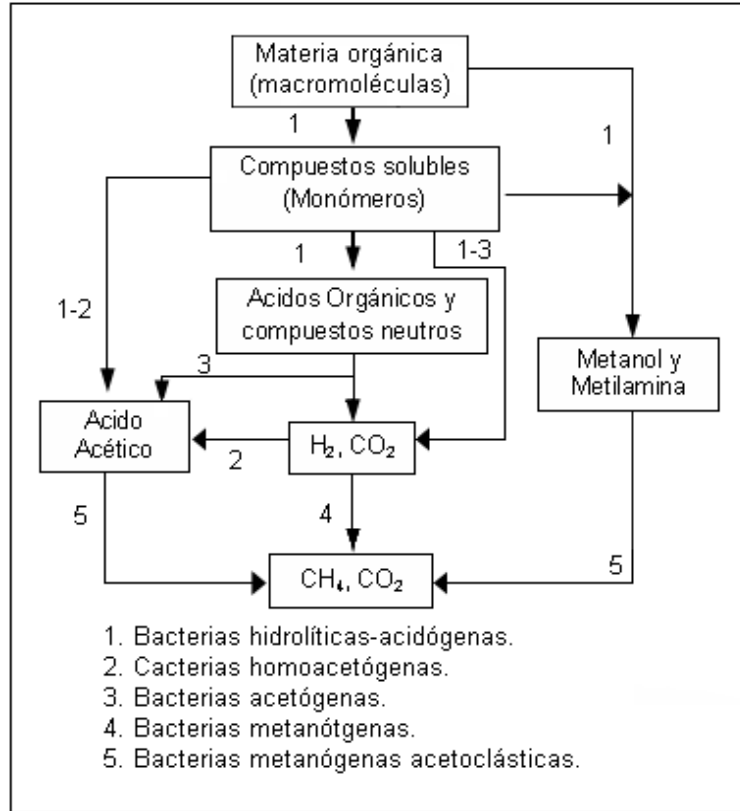 Materia orgánica
(macromoléculas)
1
1
Compuestos solubles
(Monómeros)
1
1-3
1-2
Acidos Orgánicos y
compuestos neutros
3
Metanol y
Metilamina
Acido
Acético
2
H₂, CO₂
5
4
5
CH₄, CO₂
1. Bacterias hidrolíticas-acidógenas.
2. Cacterias homoacetógenas.
3. Bacterias acetógenas.
4. Bacterias metanótgenas.
5. Bacterias metanógenas acetoclásticas.